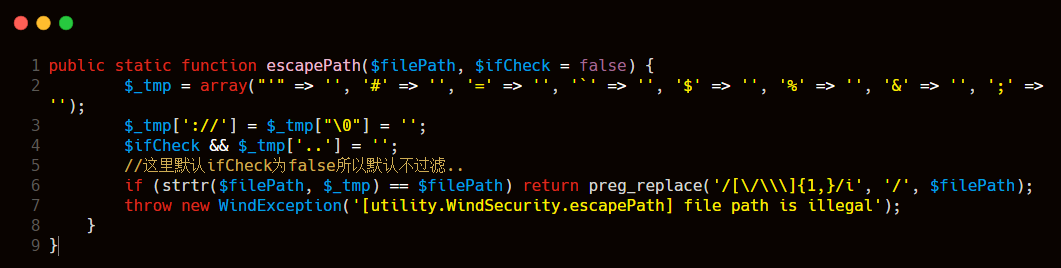 1 public static function escapePath($filePath, $ifCheck = false) {
2 $_tmp = array("'" => '', '#' => '', '=' => '', '`' => '', '$' => '', '%' => '', '&' => '', ';' =>
'');
3 $_tmp['://'] = $_tmp["\0"] = '';
4 $ifCheck && $_tmp['..'] = '';
5 //这里默认ifCheck为false所以默认不过滤..
6 if (strtr($filePath, $_tmp) == $filePath) return preg_replace('/[\/\\\]{1,}/i', '/', $filePath);
7 throw new WindException('[utility.WindSecurity.escapePath] file path is illegal');
8 }
9 }